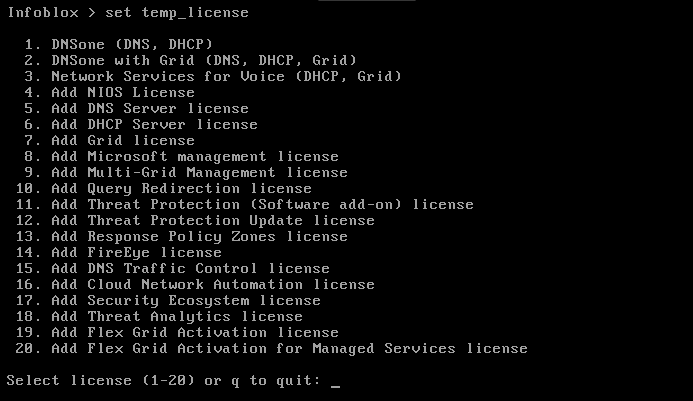 Infoblox > set temp_license
1. DNSone (DNS, DHCP)
2. DNSone with Grid (DNS, DHCP, Grid)
3. Network Services for Voice (DHCP, Grid)
4. Add NIOS License
5. Add DNS Server license
6. Add DHCP Server license
7. Add Grid license
8. Add Microsoft management license
9. Add Multi-Grid Management license
10. Add Query Redirection license
11. Add Threat Protection (Software add-on) license
12. Add Threat Protection Update license
13. Add Response Policy Zones license
14. Add FireEye license
15. Add DNS Traffic Control license
16. Add Cloud Network Automation license
17. Add Security Ecosystem license
18. Add Threat Analytics license
19. Add Flex Grid Activation license
20. Add Flex Grid Activation for Managed Services license
Select license (1-20) or q to quit: _